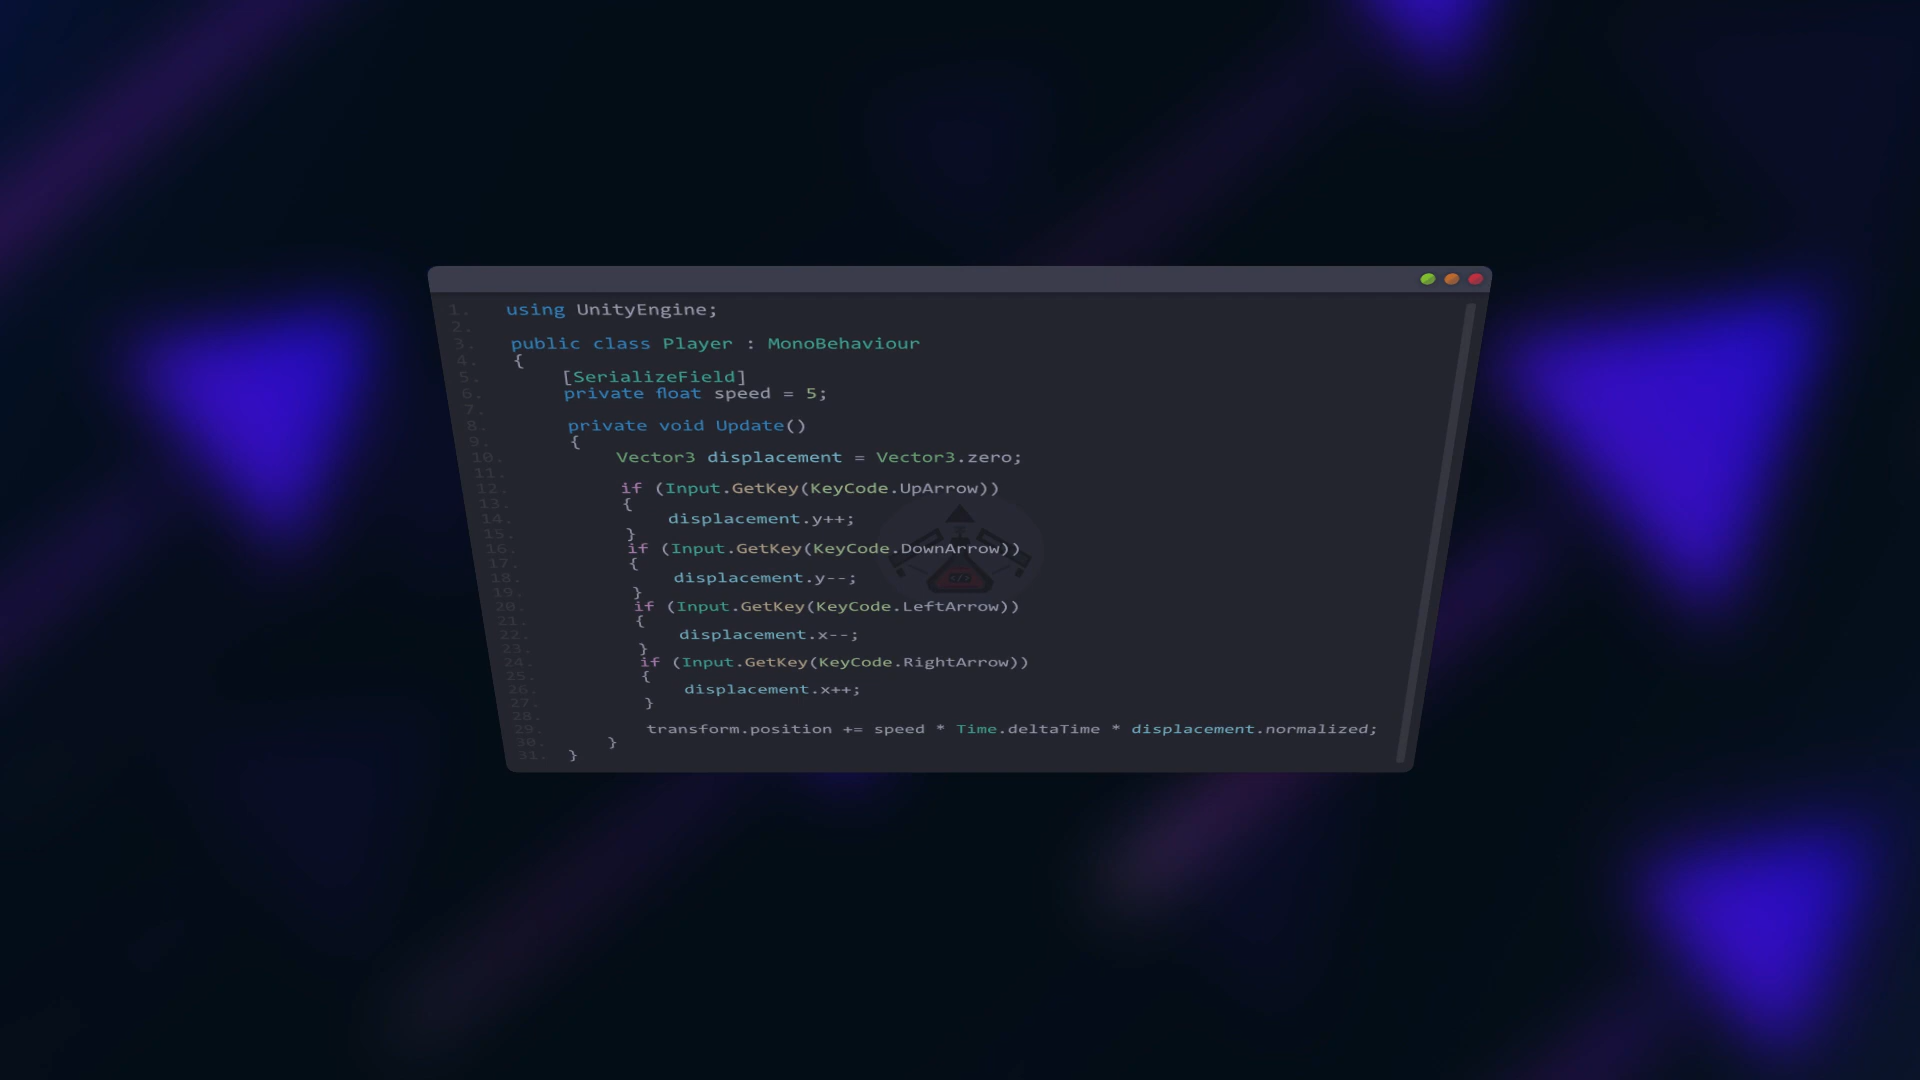 1. using UnityEngine;
2.
3. public class Player : MonoBehaviour
4. {
5. [SerializeField]
6. private float speed = 5;
7.
8. private void Update()
9. {
10. Vector3 displacement = Vector3.zero;
11.
12. if (Input.GetKey(KeyCode.UpArrow))
13. {
14. displacement.y++;
15. }
16. if (Input.GetKey(KeyCode.DownArrow))
17. {
18. displacement.y--;
19. }
20. if (Input.GetKey(KeyCode.LeftArrow))
21. {
22. displacement.x--;
23. }
24. if (Input.GetKey(KeyCode.RightArrow))
25. {
26. displacement.x++;
27. }
28.
29. transform.position += speed * Time.deltaTime * displacement.normalized;
30. }
31. }